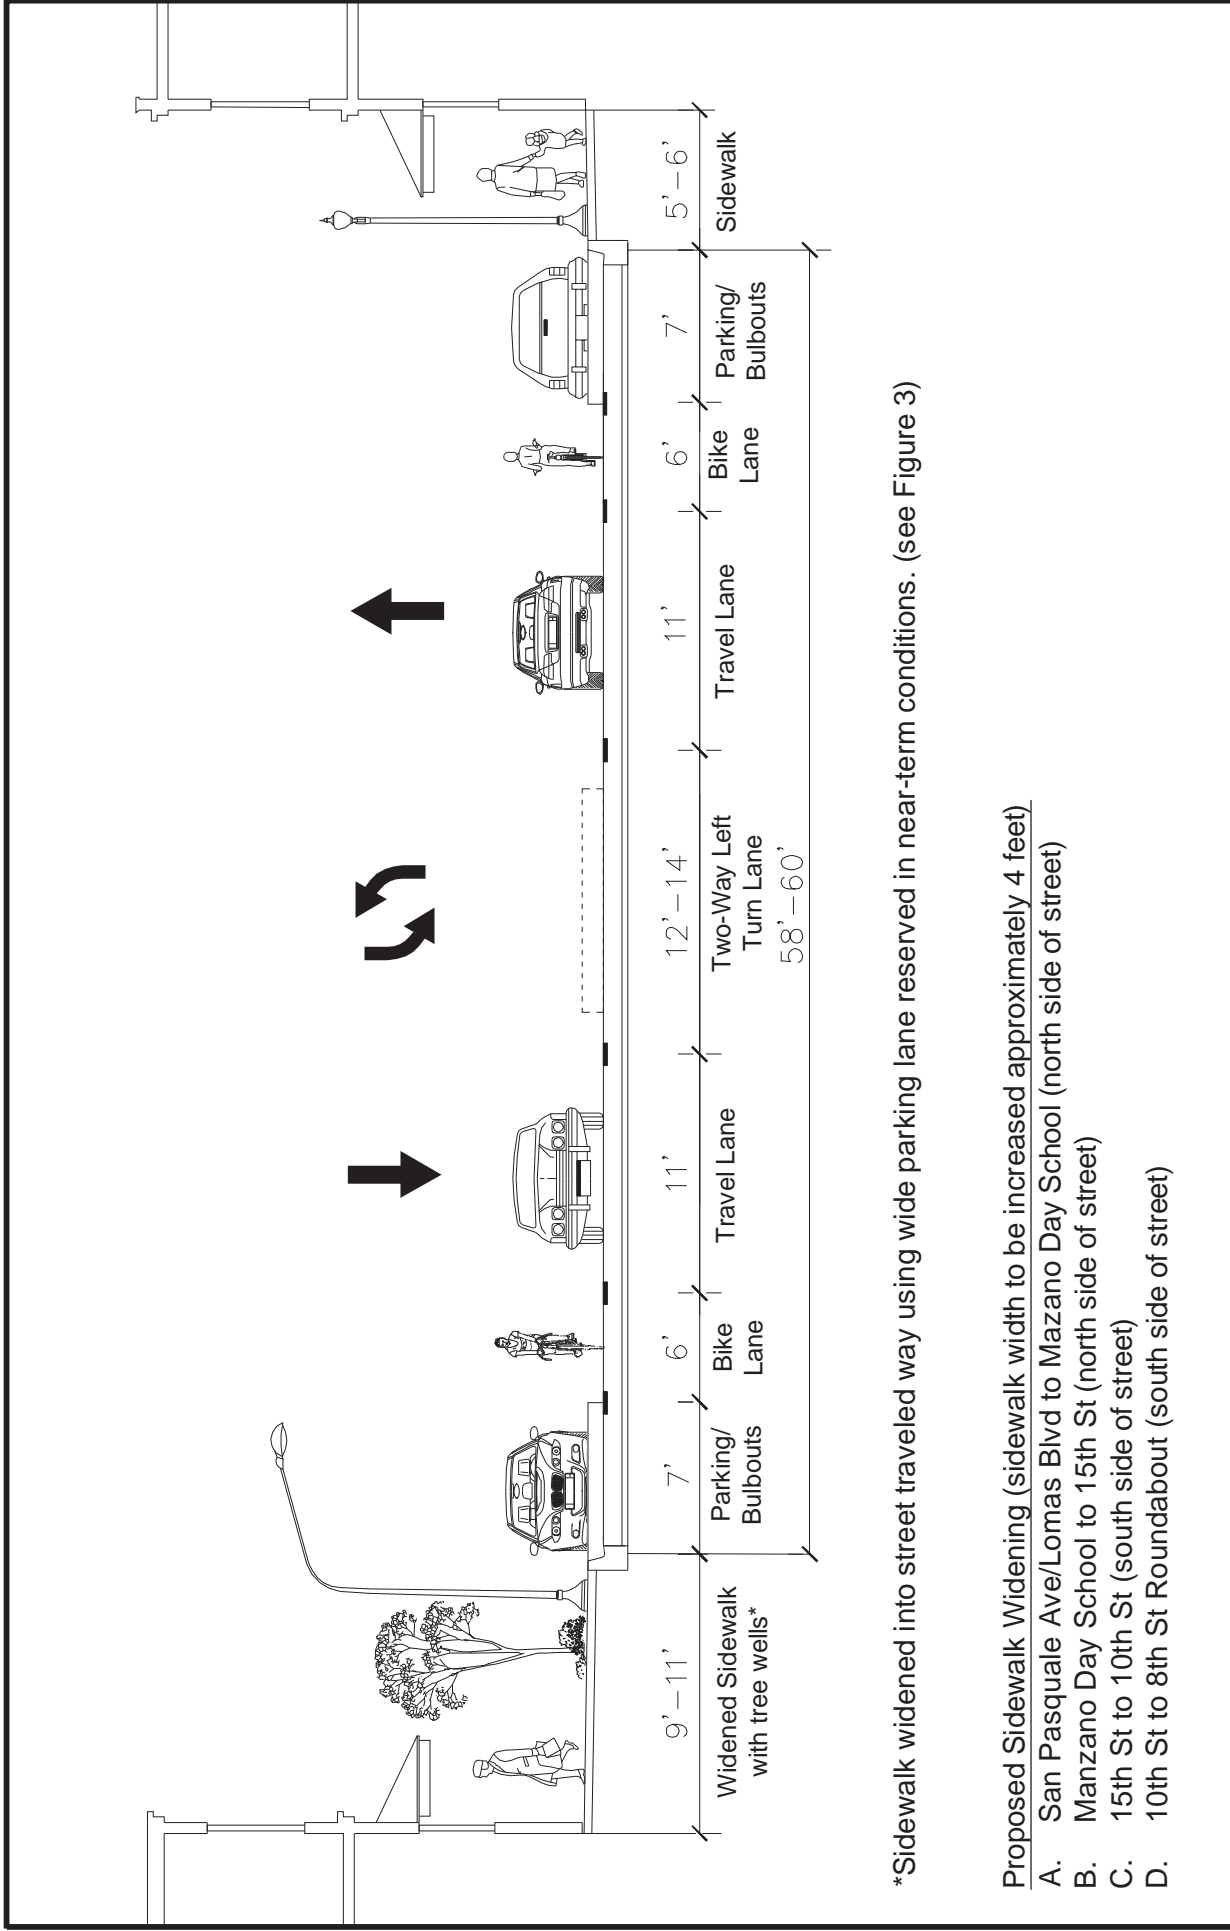 9’–11’
7’
6’
11’
12’–14’
11’
6’
7’
5’–6’
Widened Sidewalk
with tree wells*
Parking/
Bulbouts
Bike
Lane
Travel Lane
Two-Way Left
Turn Lane
Travel Lane
Bike
Lane
Parking/
Bulbouts
Sidewalk
58’–60’
*Sidewalk widened into street traveled way using wide parking lane reserved in near-term conditions. (see Figure 3)
Proposed Sidewalk Widening (sidewalk width to be increased approximately 4 feet)
A. San Pasquale Ave/Lomas Blvd to Mazano Day School (north side of street)
B. Manzano Day School to 15th St (north side of street)
C. 15th St to 10th St (south side of street)
D. 10th St to 8th St Roundabout (south side of street)